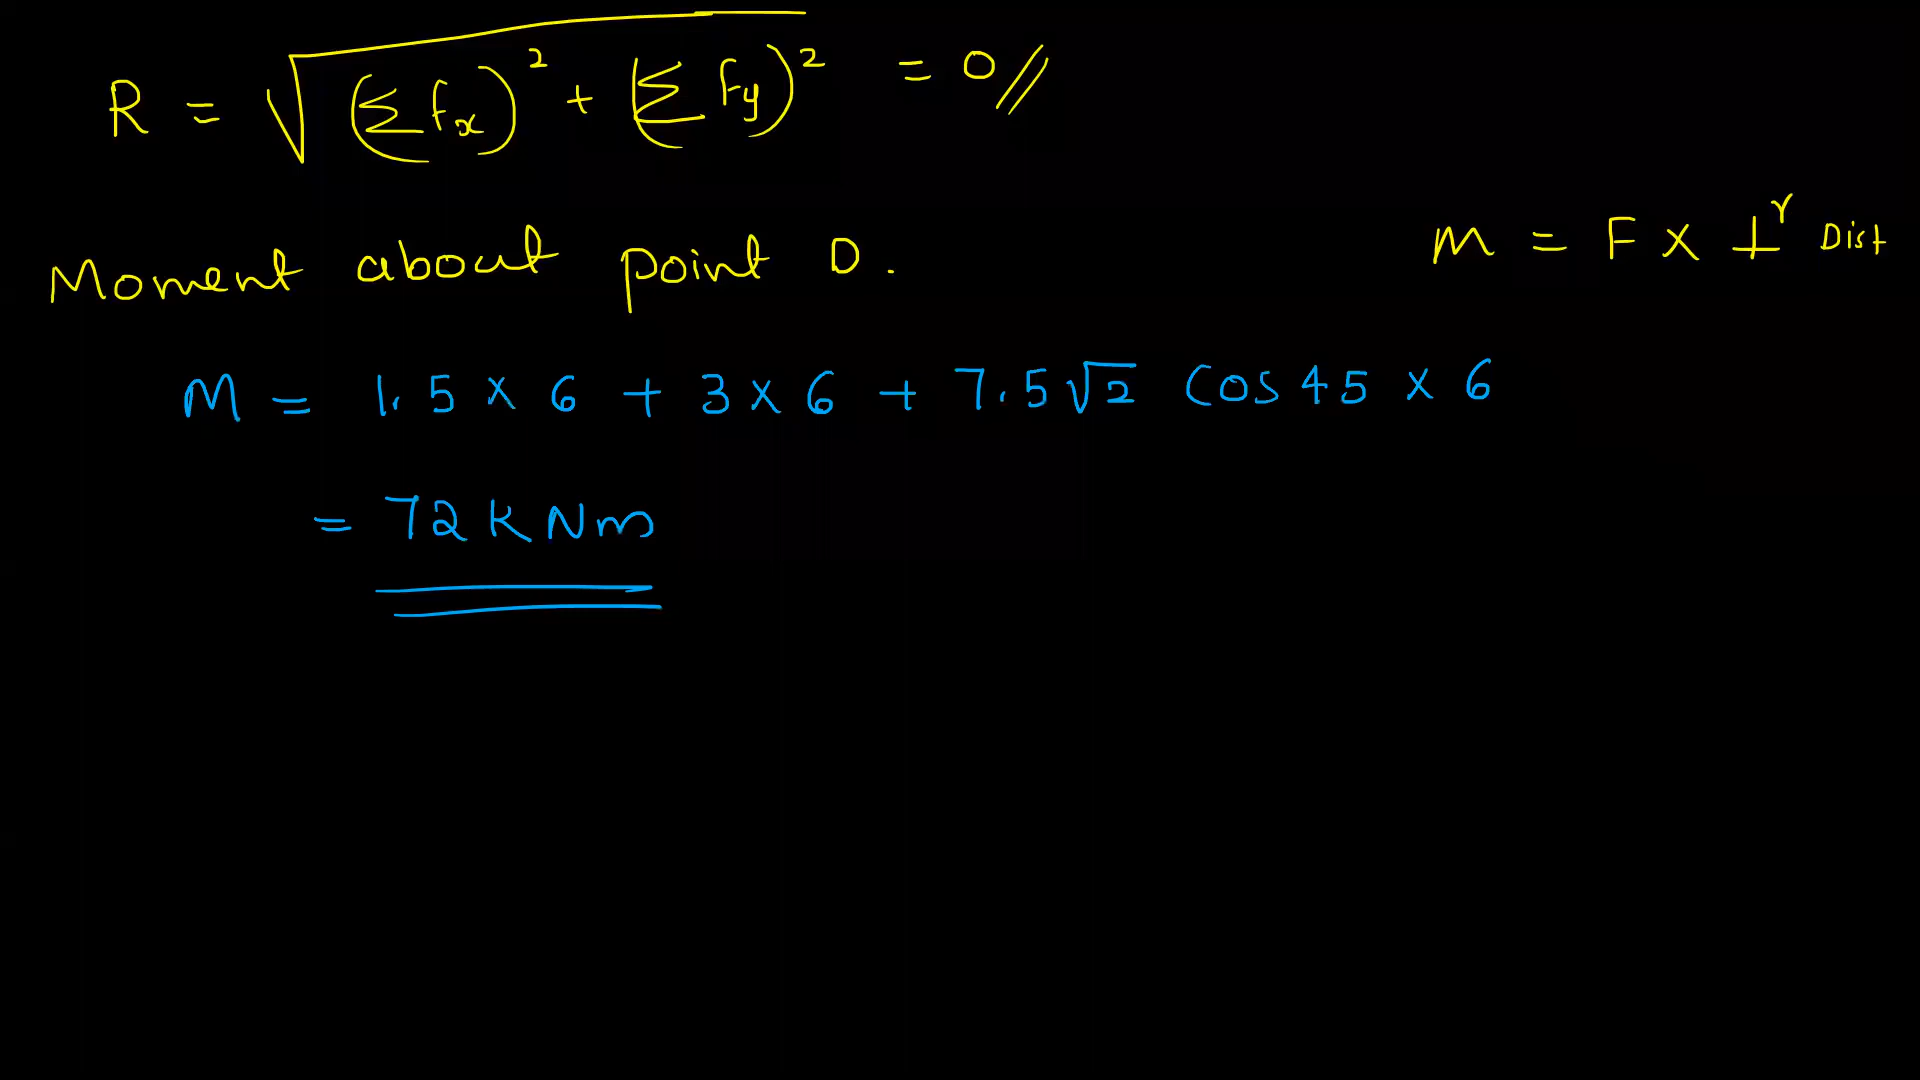 R = √(Σfx)² + (Σfy)² = 0//
Moment about point D.
m = F x ⊥r Dist
M = 1.5 x 6 + 3 x 6 + 7.5√2 Cos 45 x 6
= 72 KNm